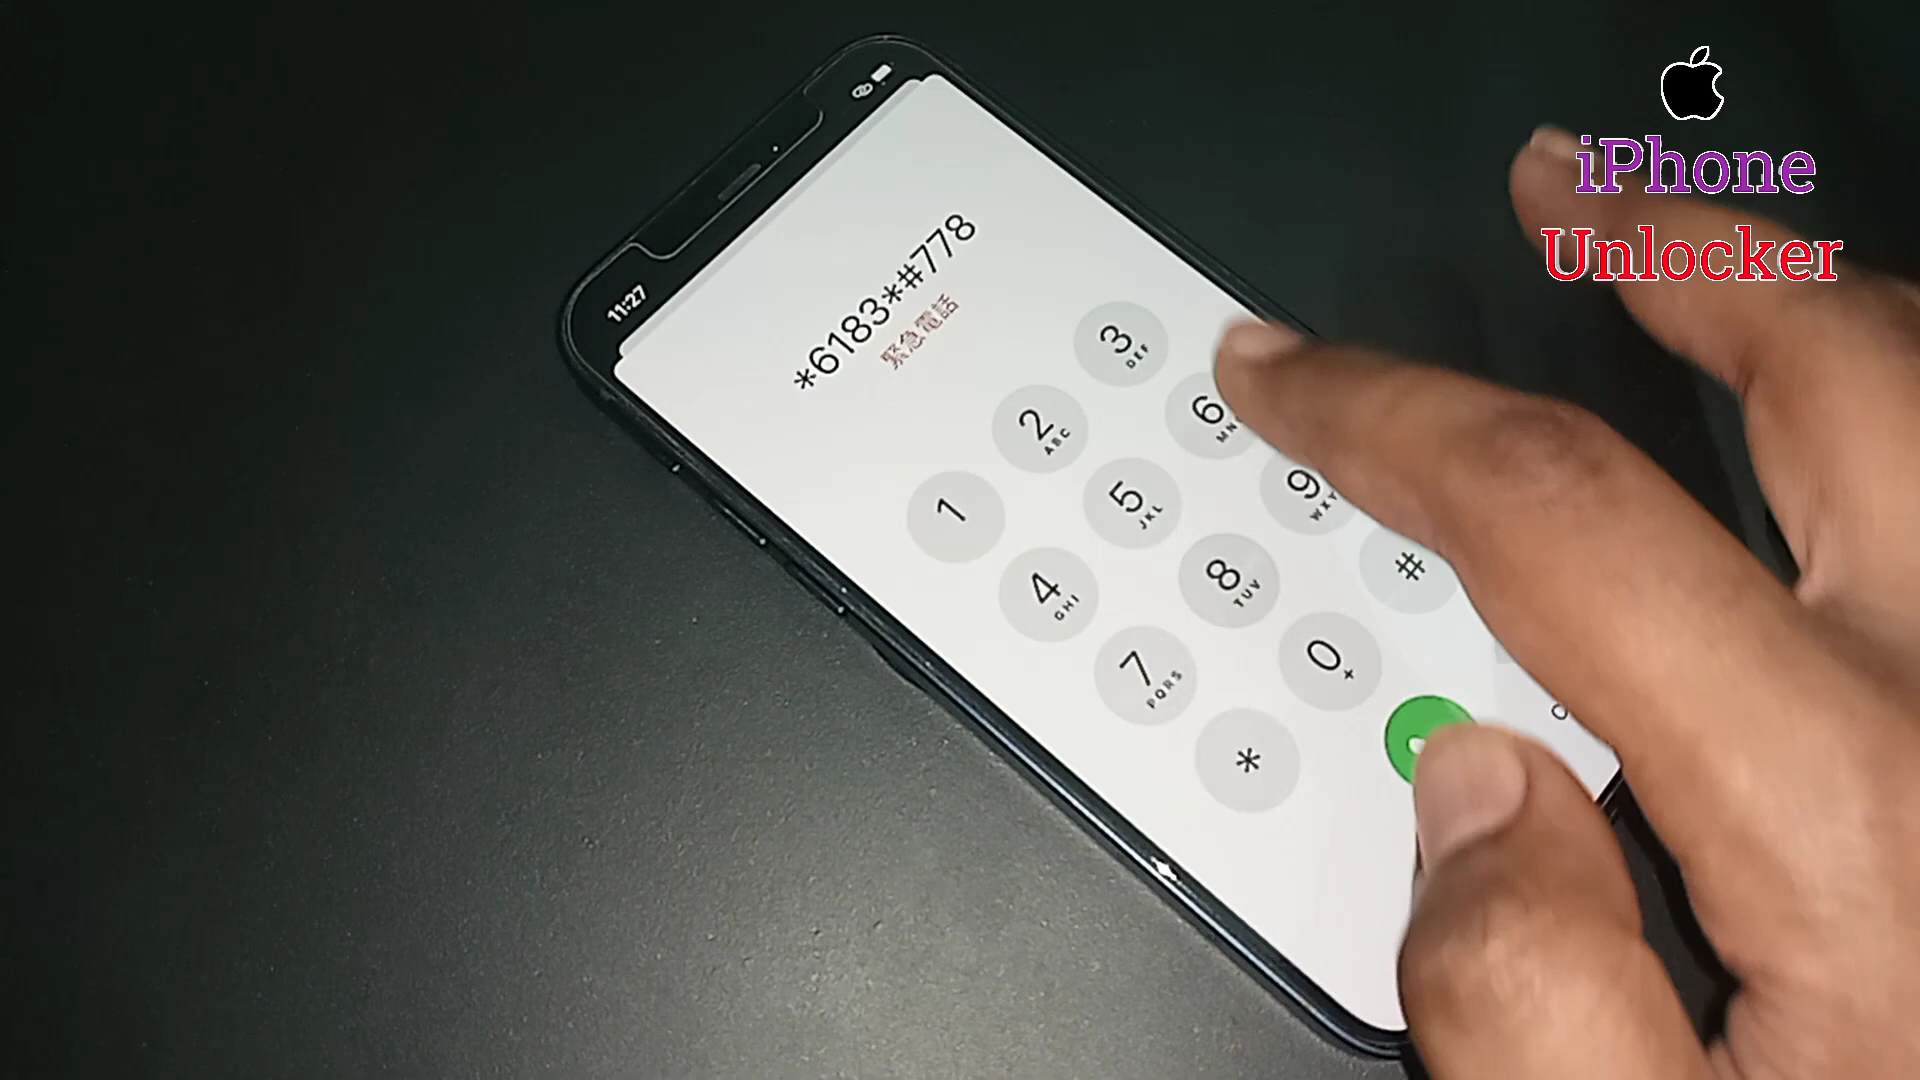 iPhone
Unlocker
11:27
*6183*#778
緊急電話
1
2
ABC
3
DEF
4
GHI
5
JKL
6
MNO
7
PQRS
8
TUV
9
WXY
*
0
+
#